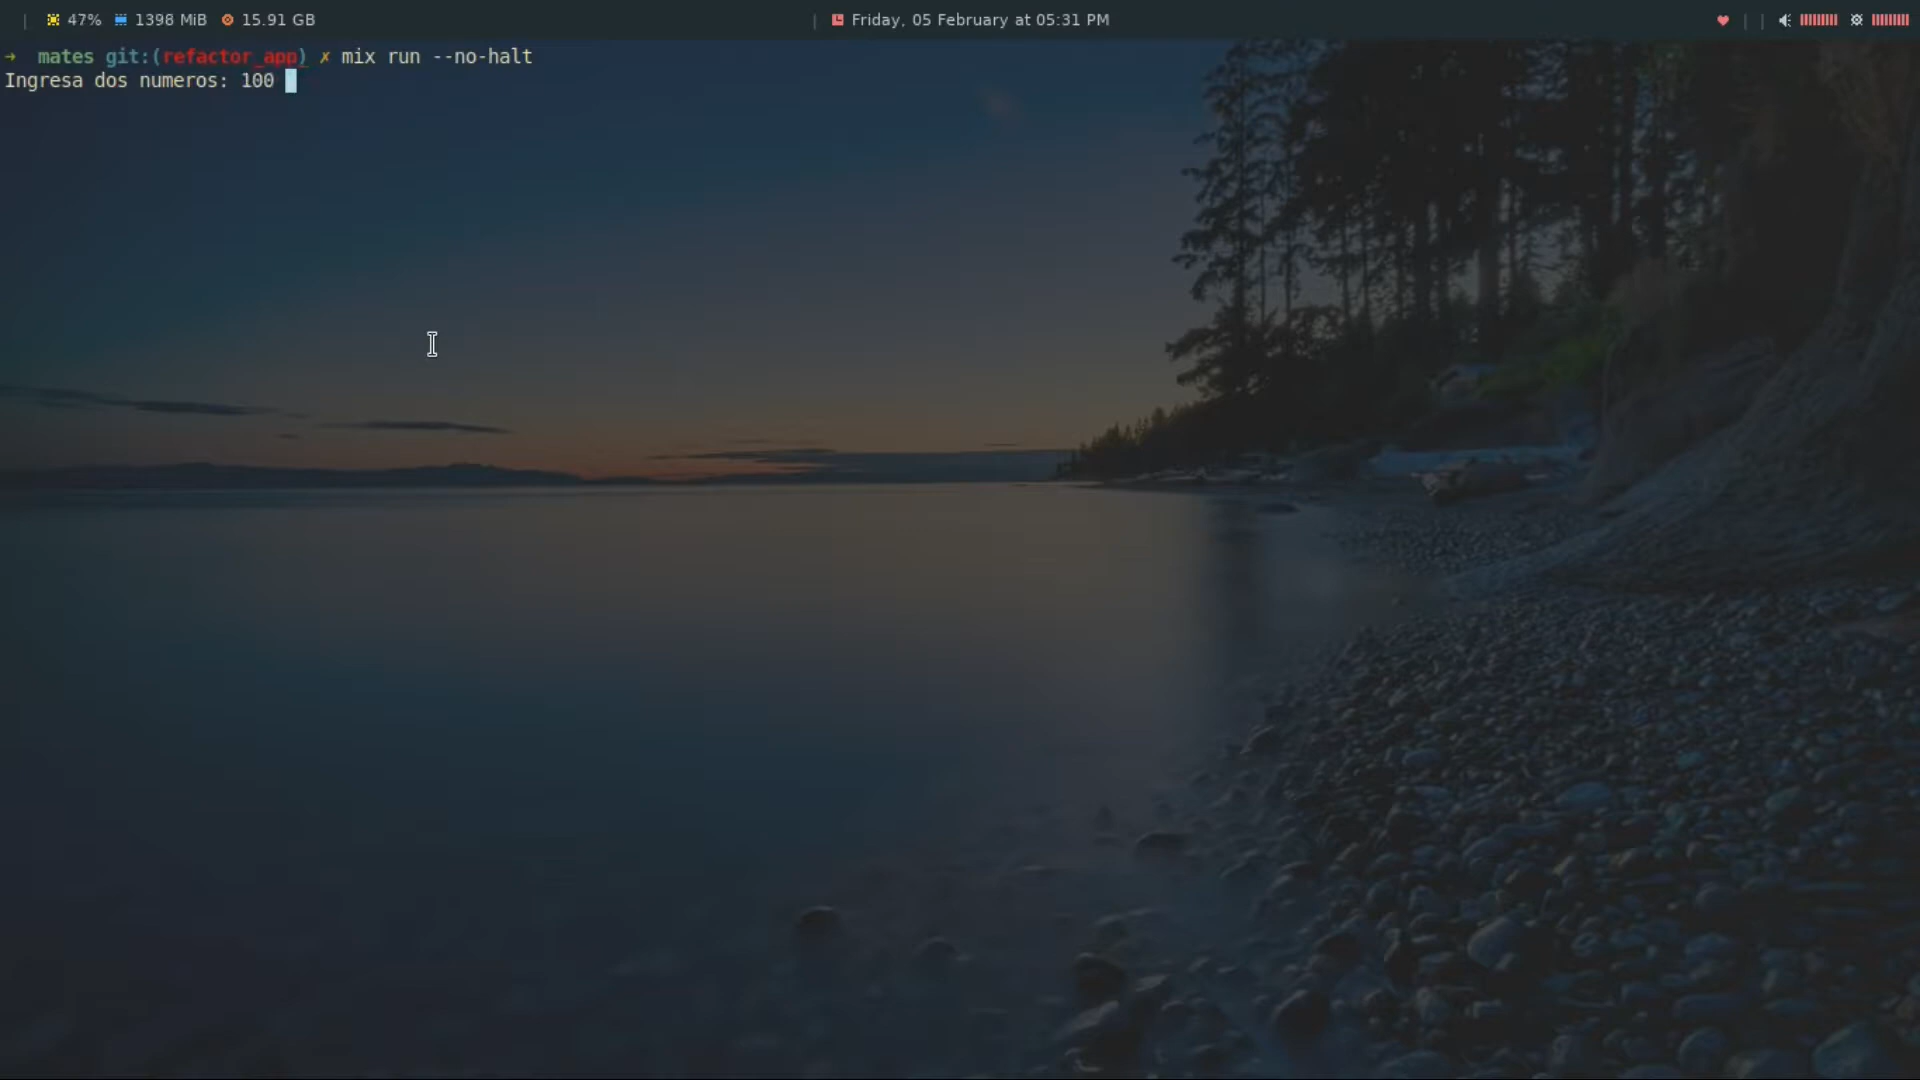 47% 1398 MiB 15.91 GB Friday, 05 February at 05:31 PM
→ mates git:(refactor_app) ✗ mix run --no-halt
Ingresa dos numeros: 100